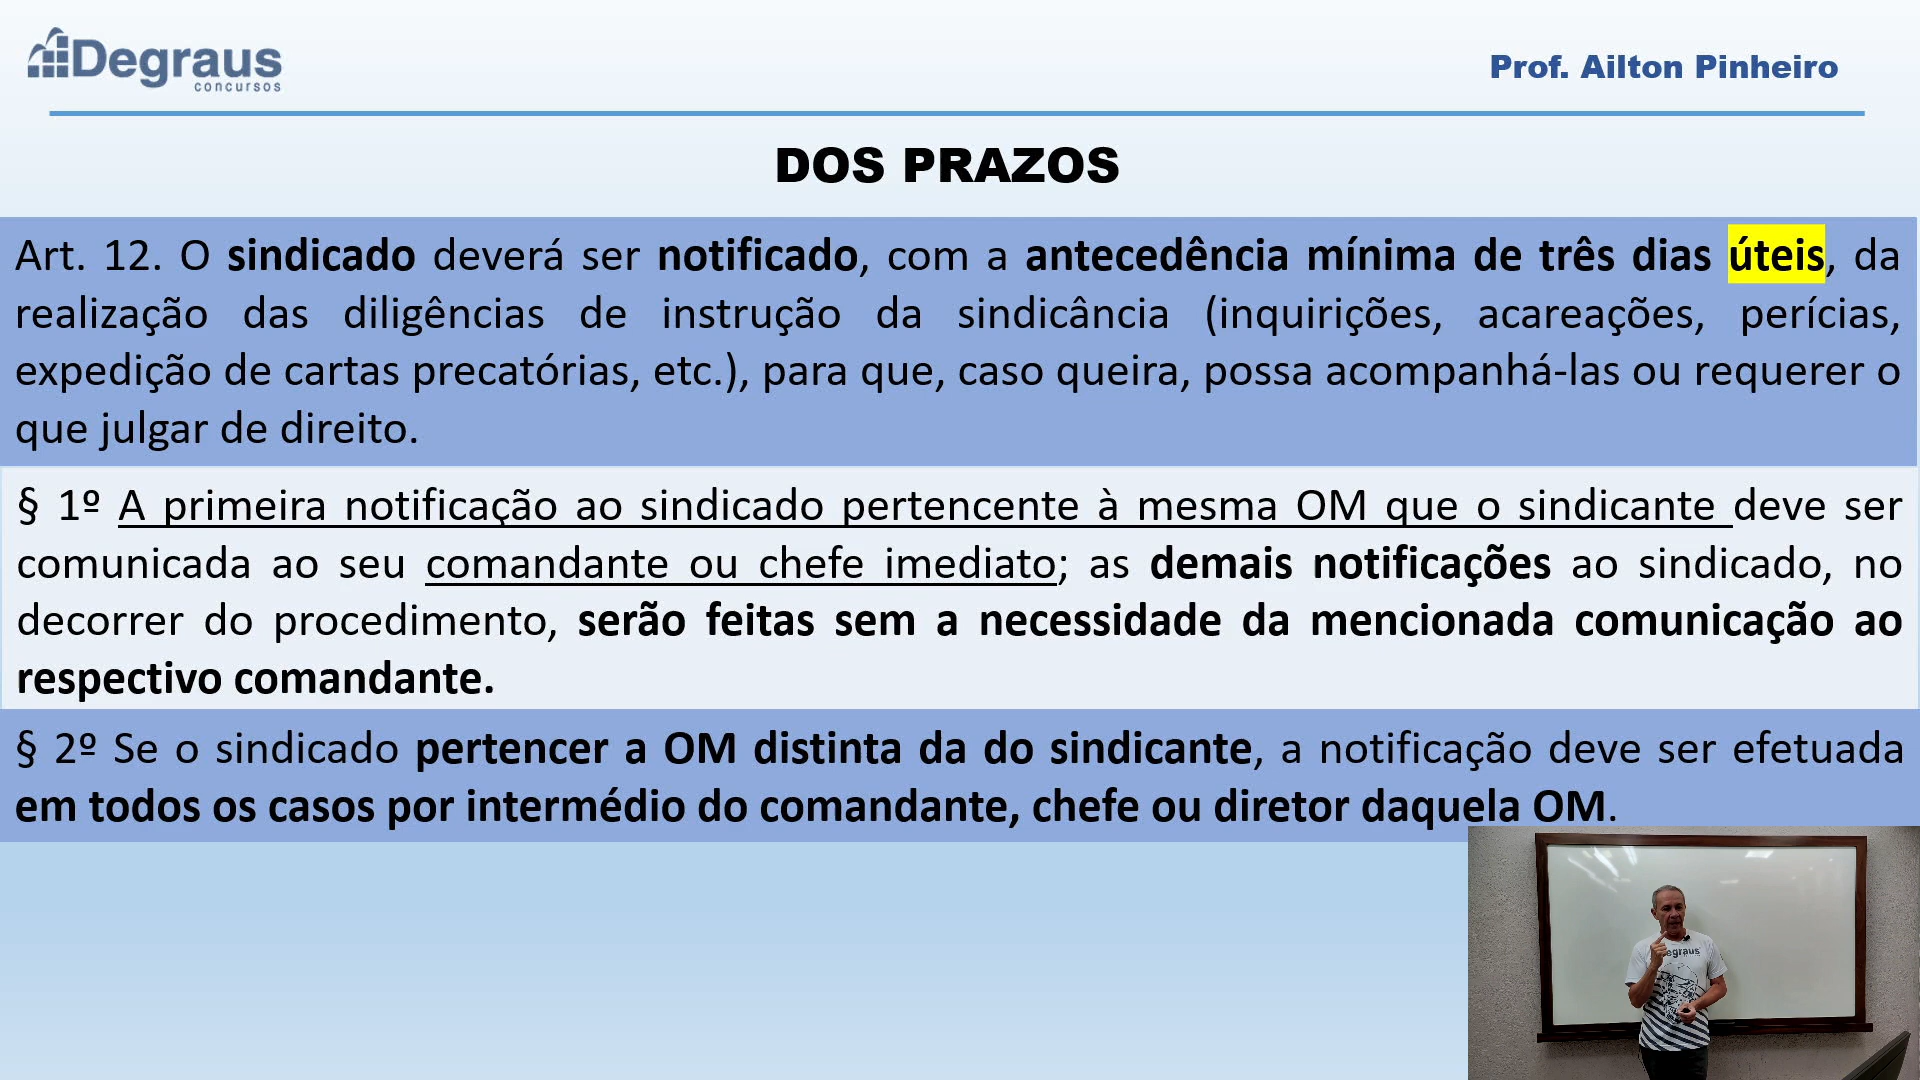 Degraus
concursos
Prof. Ailton Pinheiro
DOS PRAZOS
Art. 12. O sindicado deverá ser notificado, com a antecedência mínima de três dias úteis, da
realização das diligências de instrução da sindicância (inquirições, acareações, perícias,
expedição de cartas precatórias, etc.), para que, caso queira, possa acompanhá-las ou requerer o
que julgar de direito.
§ 1º A primeira notificação ao sindicado pertencente à mesma OM que o sindicante deve ser
comunicada ao seu comandante ou chefe imediato; as demais notificações ao sindicado, no
decorrer do procedimento, serão feitas sem a necessidade da mencionada comunicação ao
respectivo comandante.
§ 2º Se o sindicado pertencer a OM distinta da do sindicante, a notificação deve ser efetuada
em todos os casos por intermédio do comandante, chefe ou diretor daquela OM.
egraus